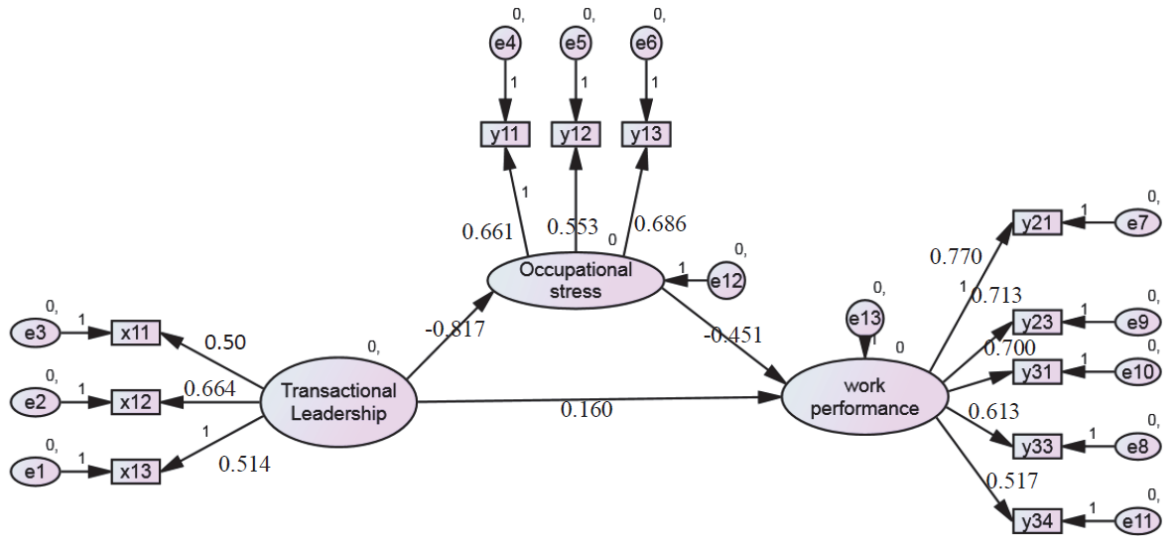 0,
0,
0,
e4
e5
e6
1
1
1
y11
y12
y13
1
0.661
0.553
0.686
0
Occupational
stress
0,
1
e12
-0.817
-0.451
0,
e13
1
0
work
performance
0,
e3
1
x11
0.50
0,
e2
1
x12
0.664
0,
e1
1
x13
1
0.514
0,
Transactional
Leadership
0.160
0.770
1
y21
1
0,
e7
0.713
y23
1
0,
e9
0.700
y31
1
0,
e10
0.613
y33
1
0,
e8
0.517
y34
1
0,
e11